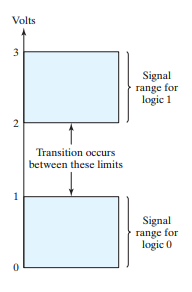 Volts
3
Signal
range for
logic 1
2
Transition occurs
between these limits
1
Signal
range for
logic 0
0